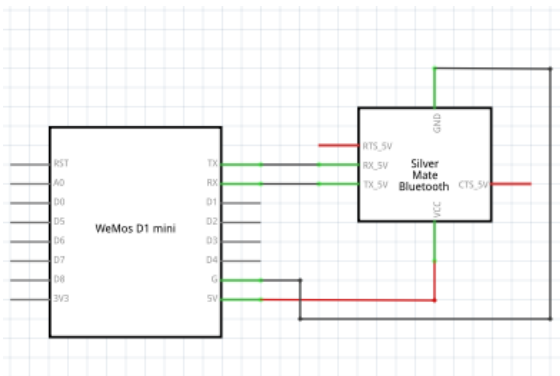 RST
A0
D0
D5
D6
D7
D8
3V3
WeMos D1 mini
TX
RX
D1
D2
D3
D4
G
5V
GND
RTS_5V
RX_5V
TX_5V
Silver
Mate
Bluetooth
CTS_5V
VCC